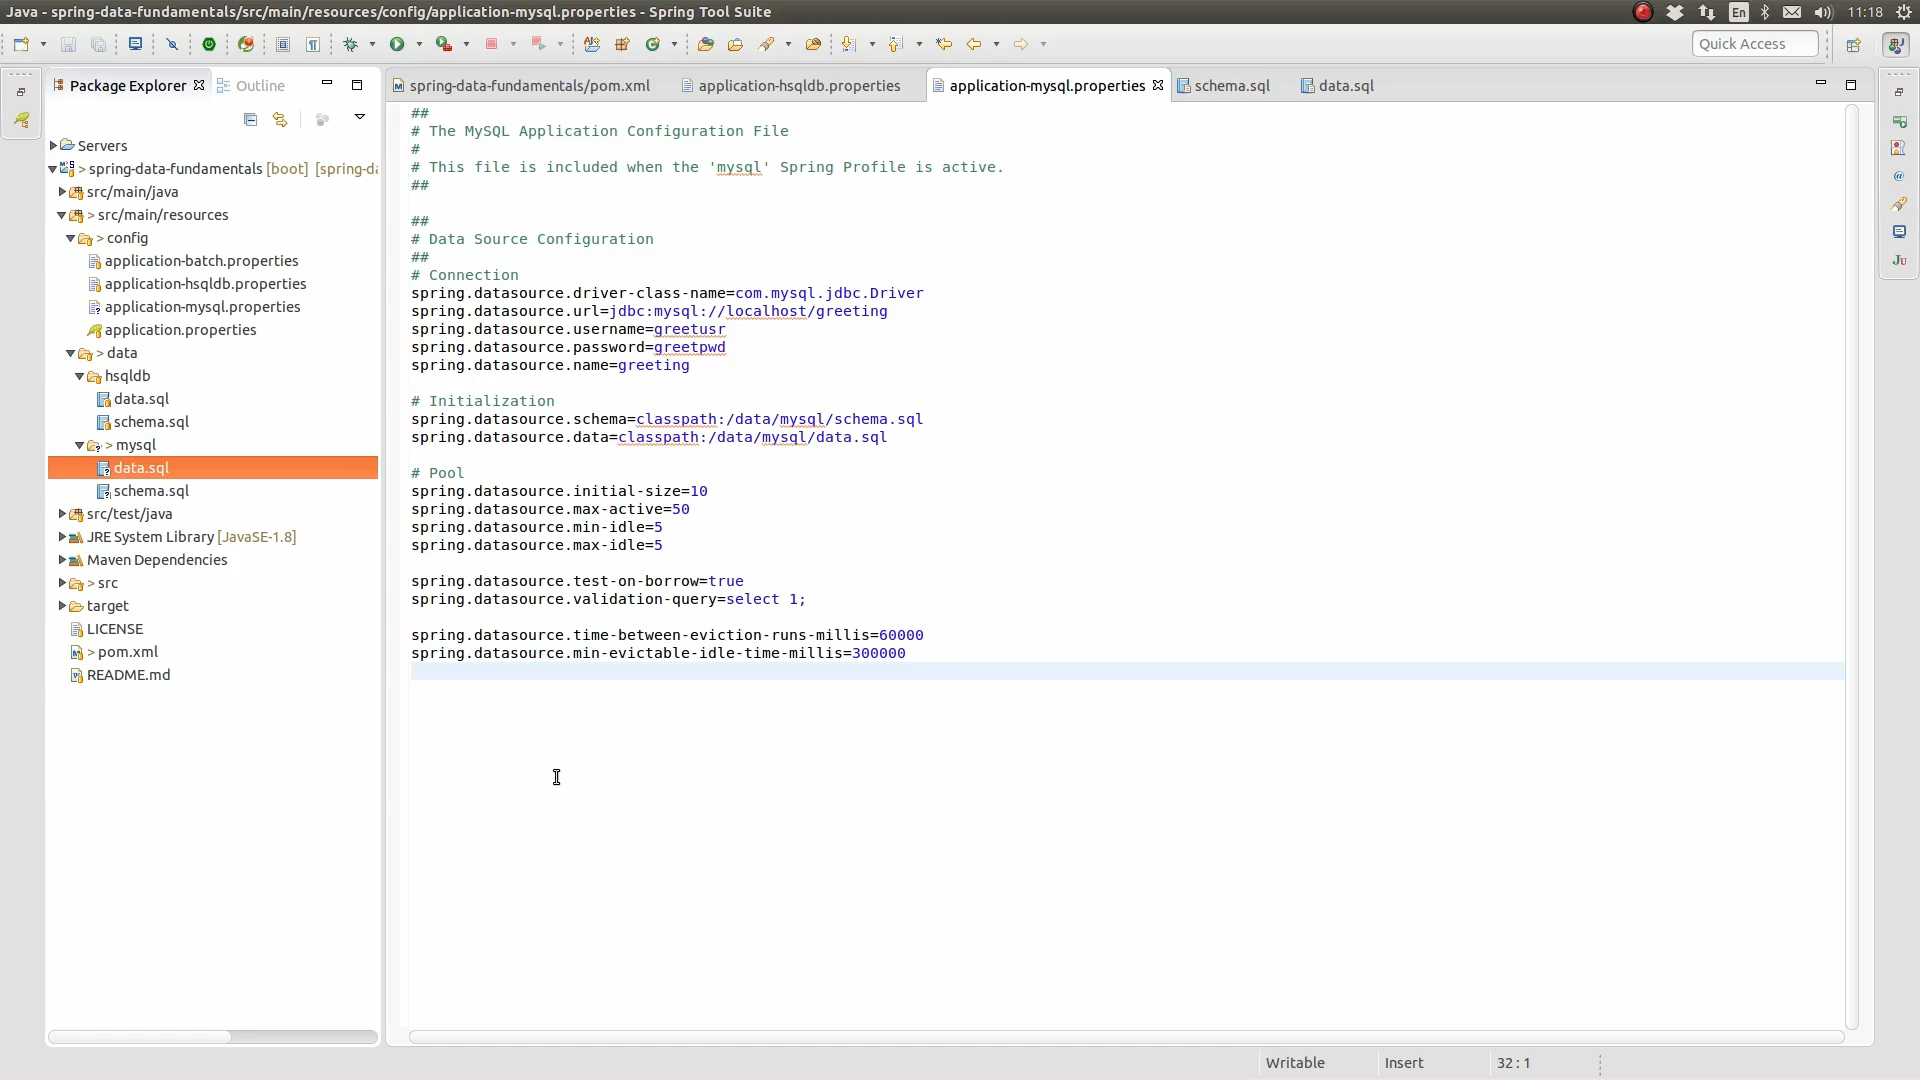 Java - spring-data-fundamentals/src/main/resources/config/application-mysql.properties - Spring Tool Suite
En
11:18
Quick Access
Package Explorer
Outline
spring-data-fundamentals/pom.xml
application-hsqldb.properties
application-mysql.properties
schema.sql
data.sql
Servers
> spring-data-fundamentals [boot] [spring-da
src/main/java
> src/main/resources
> config
application-batch.properties
application-hsqldb.properties
application-mysql.properties
application.properties
> data
hsqldb
data.sql
schema.sql
> mysql
data.sql
schema.sql
src/test/java
JRE System Library [JavaSE-1.8]
Maven Dependencies
> src
target
LICENSE
> pom.xml
README.md
##
# The MySQL Application Configuration File
#
# This file is included when the 'mysql' Spring Profile is active.
##
##
# Data Source Configuration
##
# Connection
spring.datasource.driver-class-name=com.mysql.jdbc.Driver
spring.datasource.url=jdbc:mysql://localhost/greeting
spring.datasource.username=greetusr
spring.datasource.password=greetpwd
spring.datasource.name=greeting
# Initialization
spring.datasource.schema=classpath:/data/mysql/schema.sql
spring.datasource.data=classpath:/data/mysql/data.sql
# Pool
spring.datasource.initial-size=10
spring.datasource.max-active=50
spring.datasource.min-idle=5
spring.datasource.max-idle=5
spring.datasource.test-on-borrow=true
spring.datasource.validation-query=select 1;
spring.datasource.time-between-eviction-runs-millis=60000
spring.datasource.min-evictable-idle-time-millis=300000
Writable
Insert
32 : 1